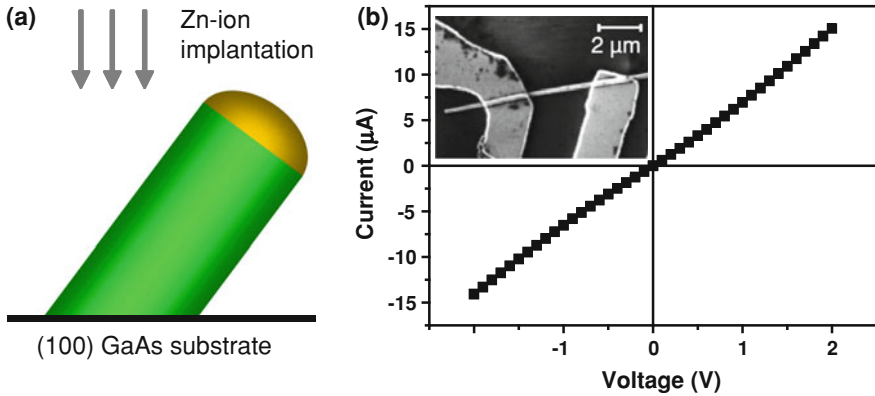 (a)
Zn-ion
implantation
(100) GaAs substrate
(b)
2 μm
Current (μA)
15
10
5
0
-5
-10
-15
-1 0 1 2
Voltage (V)